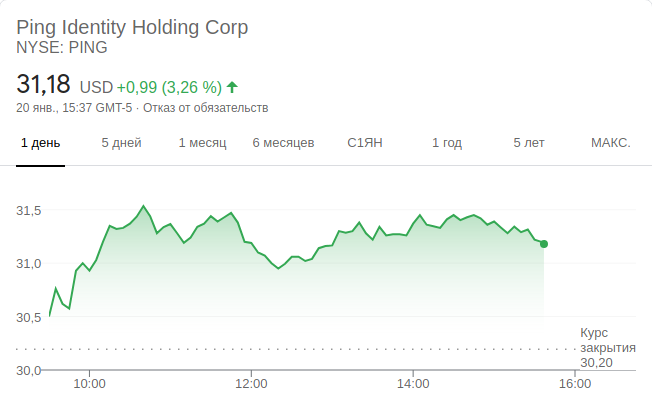 Ping Identity Holding Corp
NYSE: PING
31,18 USD +0,99 (3,26 %)
20 янв., 15:37 GMT-5 · Отказ от обязательств
1 день 5 дней 1 месяц 6 месяцев С1ЯН 1 год 5 лет МАКС.
31,5
31,0
30,5
Курс
закрытия
30,20
30,0
10:00 12:00 14:00 16:00